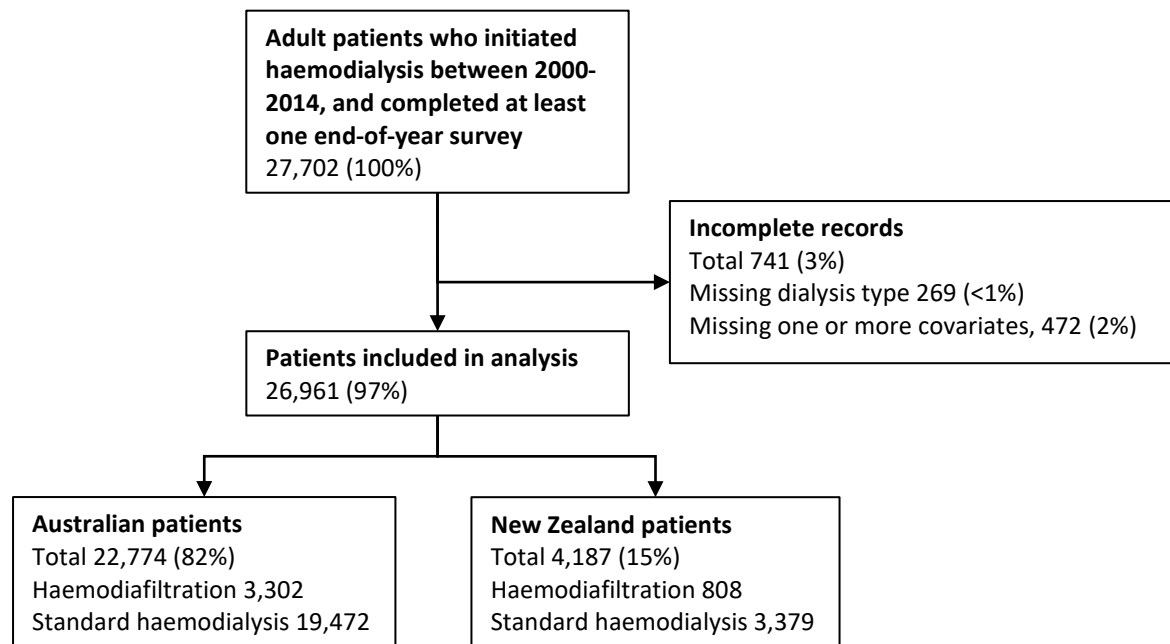 Adult patients who initiated
haemodialysis between 2000-
2014, and completed at least
one end-of-year survey
27,702 (100%)
Incomplete records
Total 741 (3%)
Missing dialysis type 269 (<1%)
Missing one or more covariates, 472 (2%)
Patients included in analysis
26,961 (97%)
Australian patients
Total 22,774 (82%)
Haemodiafiltration 3,302
Standard haemodialysis 19,472
New Zealand patients
Total 4,187 (15%)
Haemodiafiltration 808
Standard haemodialysis 3,379